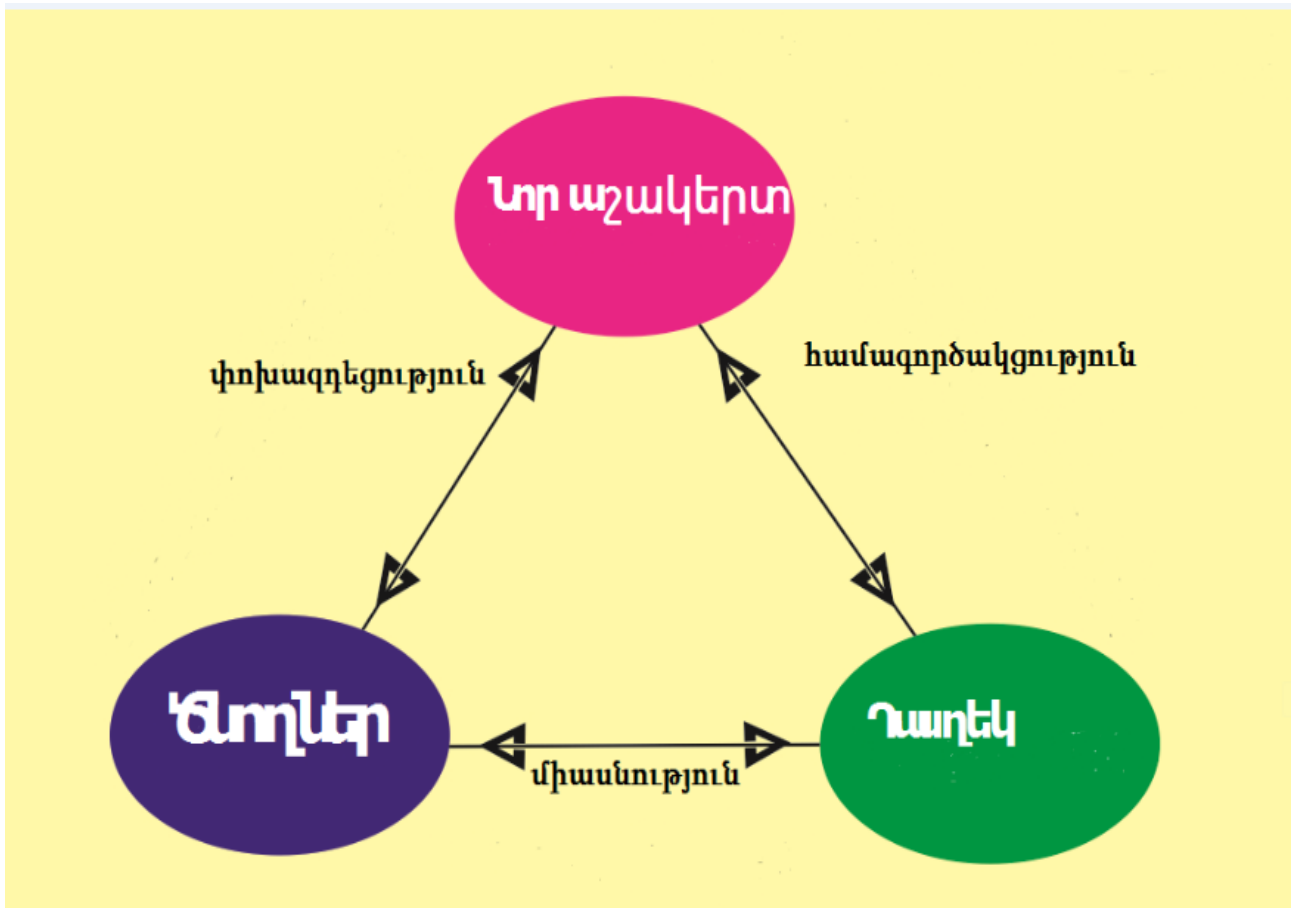 Նոր աշակերտ
փոխազդեցություն
համագործակցություն
Ծնողներ
Դասղեկ
միասնություն